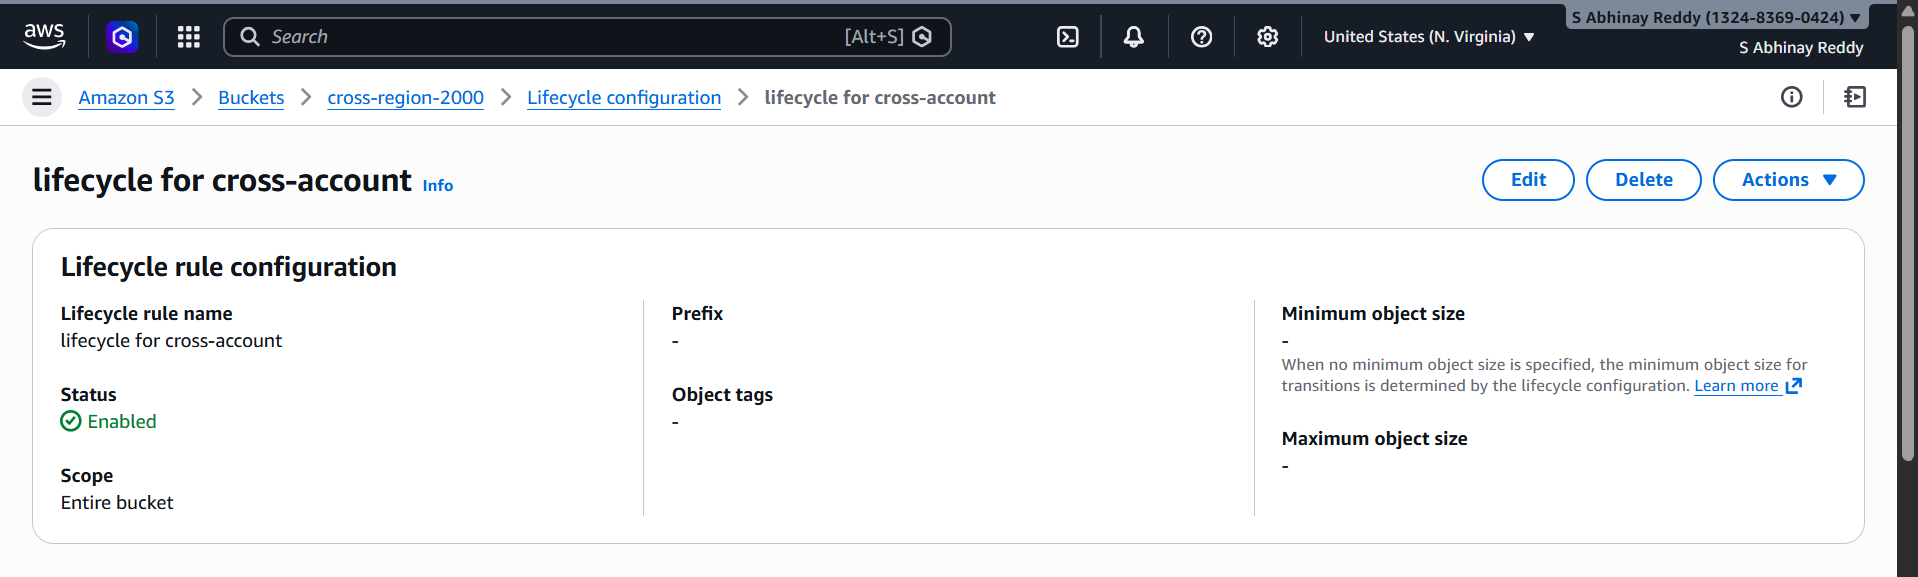 aws
Search [Alt+S]
United States (N. Virginia) ▼
S Abhinay Reddy (1324-8369-0424) ▼
S Abhinay Reddy
Amazon S3 > Buckets > cross-region-2000 > Lifecycle configuration > lifecycle for cross-account
lifecycle for cross-account Info
Edit
Delete
Actions ▼
Lifecycle rule configuration
Lifecycle rule name
lifecycle for cross-account
Status
Enabled
Scope
Entire bucket
Prefix
-
Object tags
-
Minimum object size
-
When no minimum object size is specified, the minimum object size for
transitions is determined by the lifecycle configuration. Learn more
Maximum object size
-